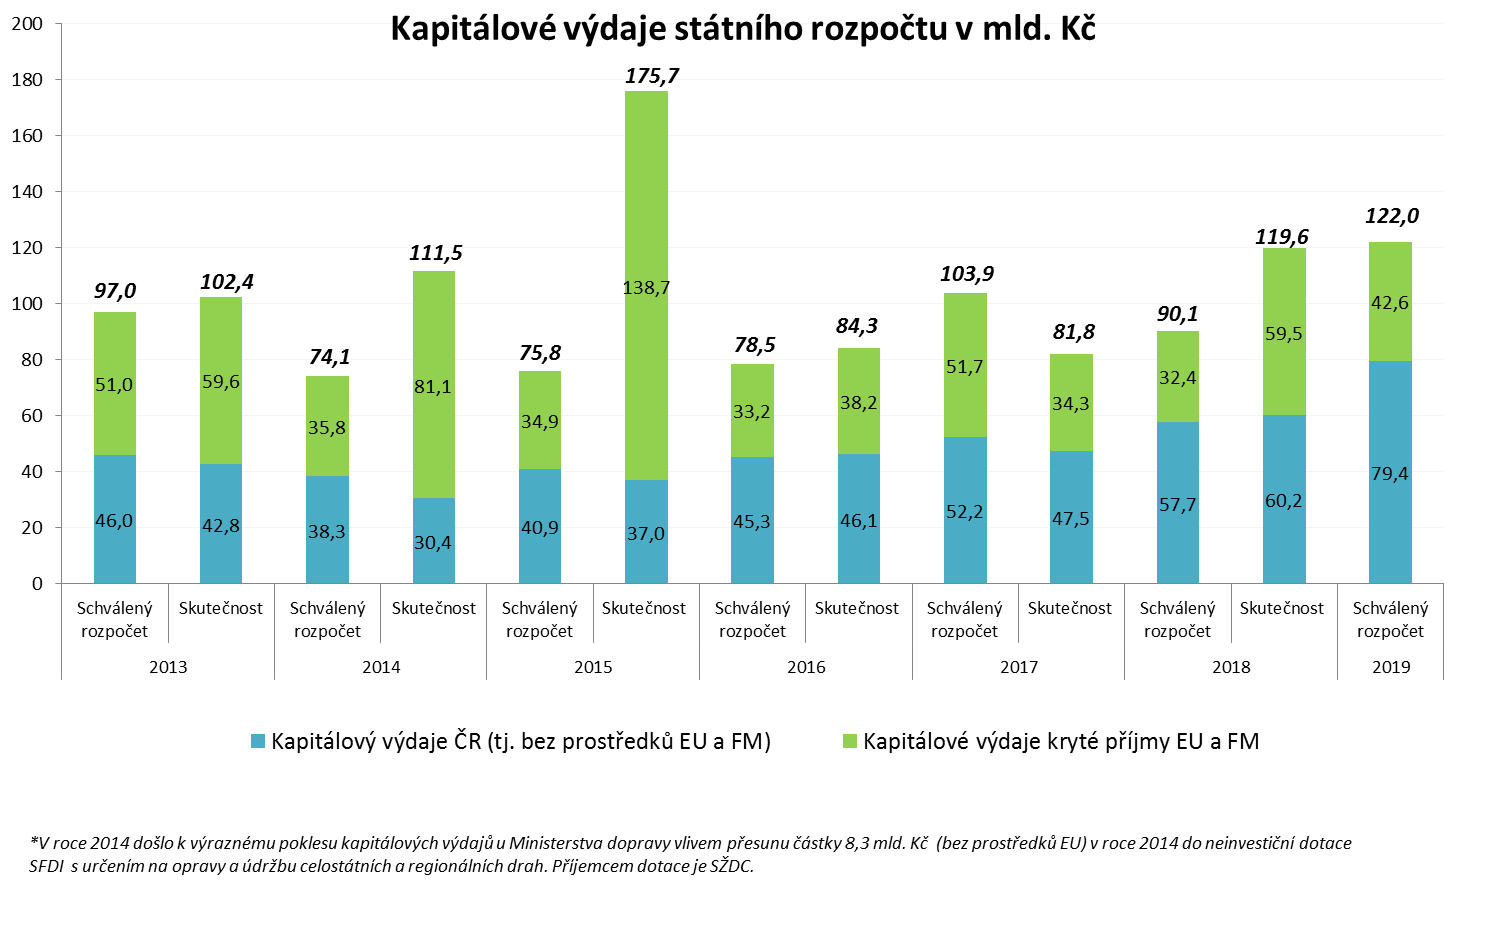 Kapitálové výdaje státního rozpočtu v mld. Kč
200
180
160
140
120
100
80
60
40
20
0
97,0
51,0
46,0
102,4
59,6
42,8
74,1
35,8
38,3
111,5
81,1
30,4
75,8
34,9
40,9
175,7
138,7
37,0
78,5
33,2
45,3
84,3
38,2
46,1
103,9
51,7
52,2
81,8
34,3
47,5
90,1
32,4
57,7
119,6
59,5
60,2
122,0
42,6
79,4
Schválený
rozpočet
Skutečnost
Schválený
rozpočet
Skutečnost
Schválený
rozpočet
Skutečnost
Schválený
rozpočet
Skutečnost
Schválený
rozpočet
Skutečnost
Schválený
rozpočet
Skutečnost
Schválený
rozpočet
2013
2014
2015
2016
2017
2018
2019
Kapitálový výdaje ČR (tj. bez prostředků EU a FM)
Kapitálové výdaje kryté příjmy EU a FM
*V roce 2014 došlo k výraznému poklesu kapitálových výdajů u Ministerstva dopravy vlivem přesunu částky 8,3 mld. Kč (bez prostředků EU) v roce 2014 do neinvestiční dotace
SFDI s určením na opravy a údržbu celostátních a regionálních drah. Příjemcem dotace je SŽDC.